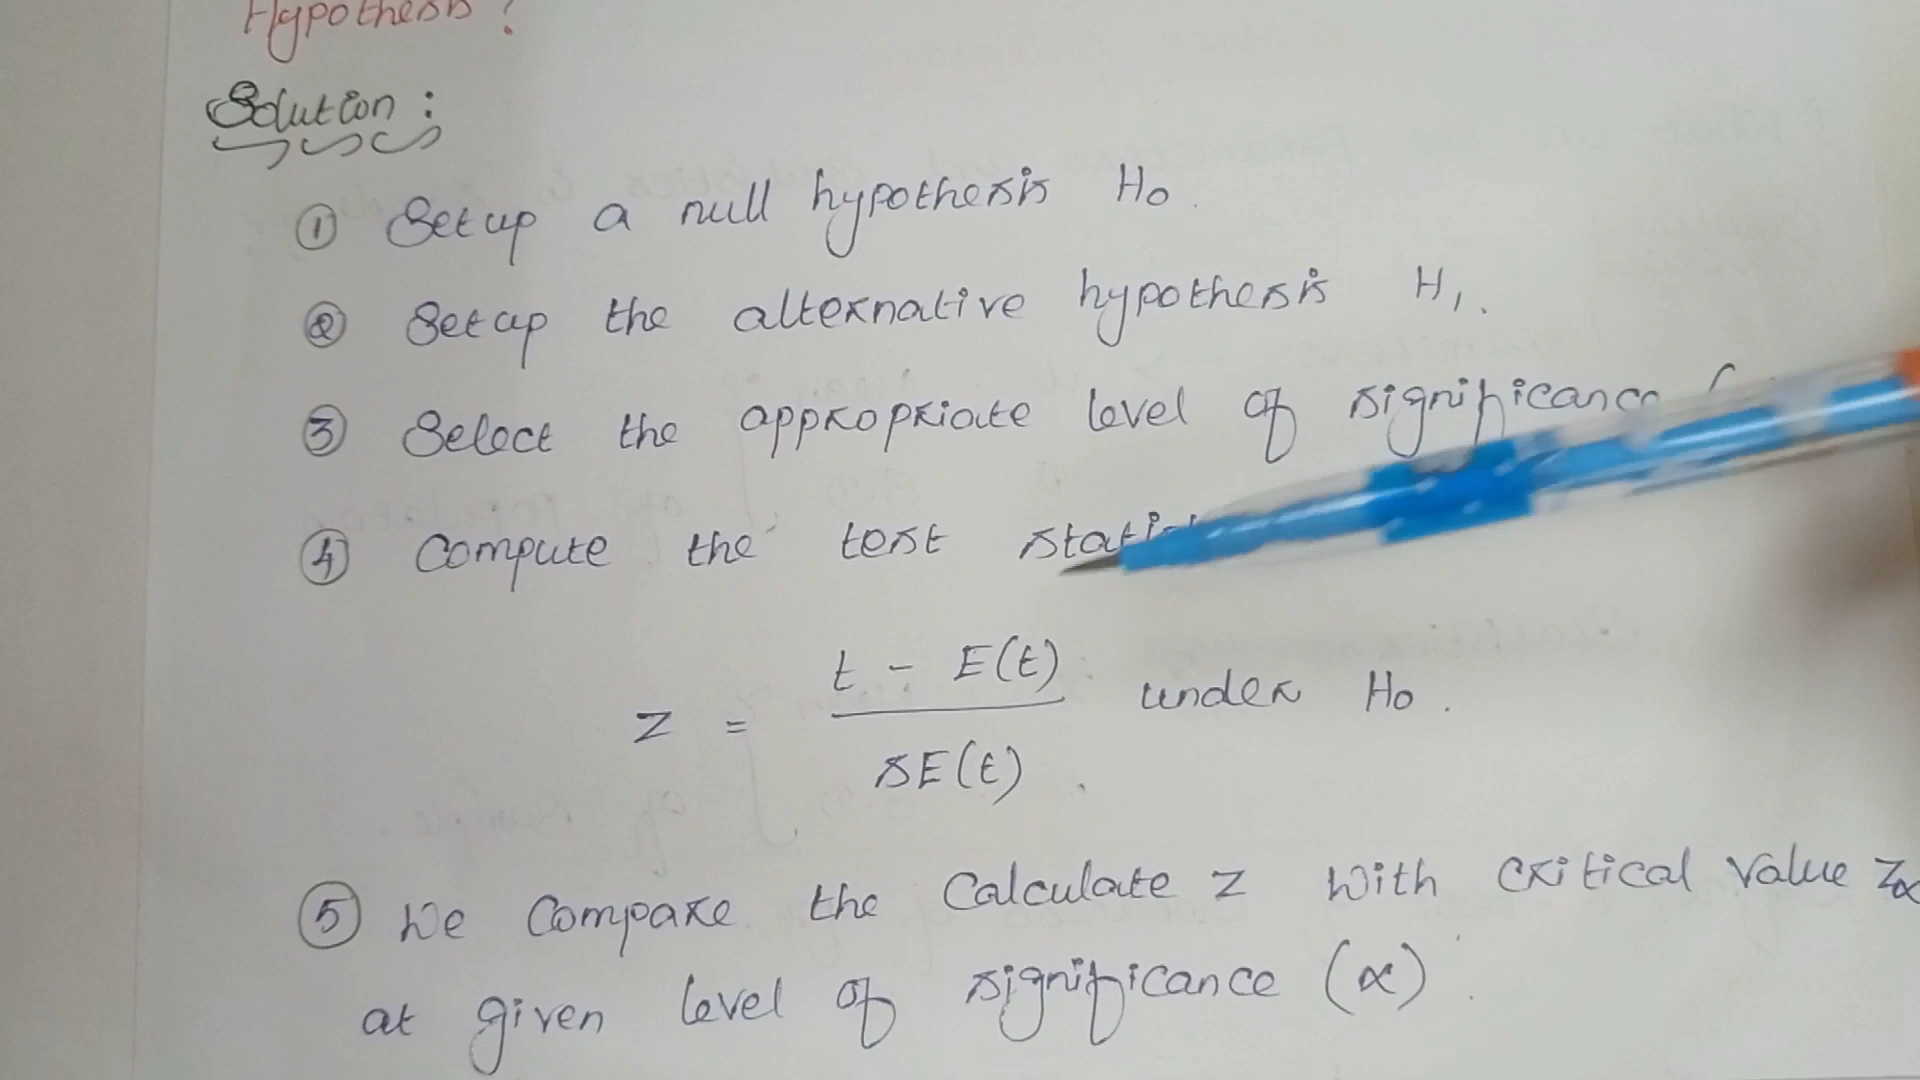 Hypothesis ?
Solution :
① Set up a null hypothesis H₀.
② Set up the alternative hypothesis H₁.
③ Select the appropriate level of significance (
④ Compute the test
z = t - E(t) / SE(t) under H₀.
⑤ We Compare the Calculate z with critical value Zα
at given level of significance (α).